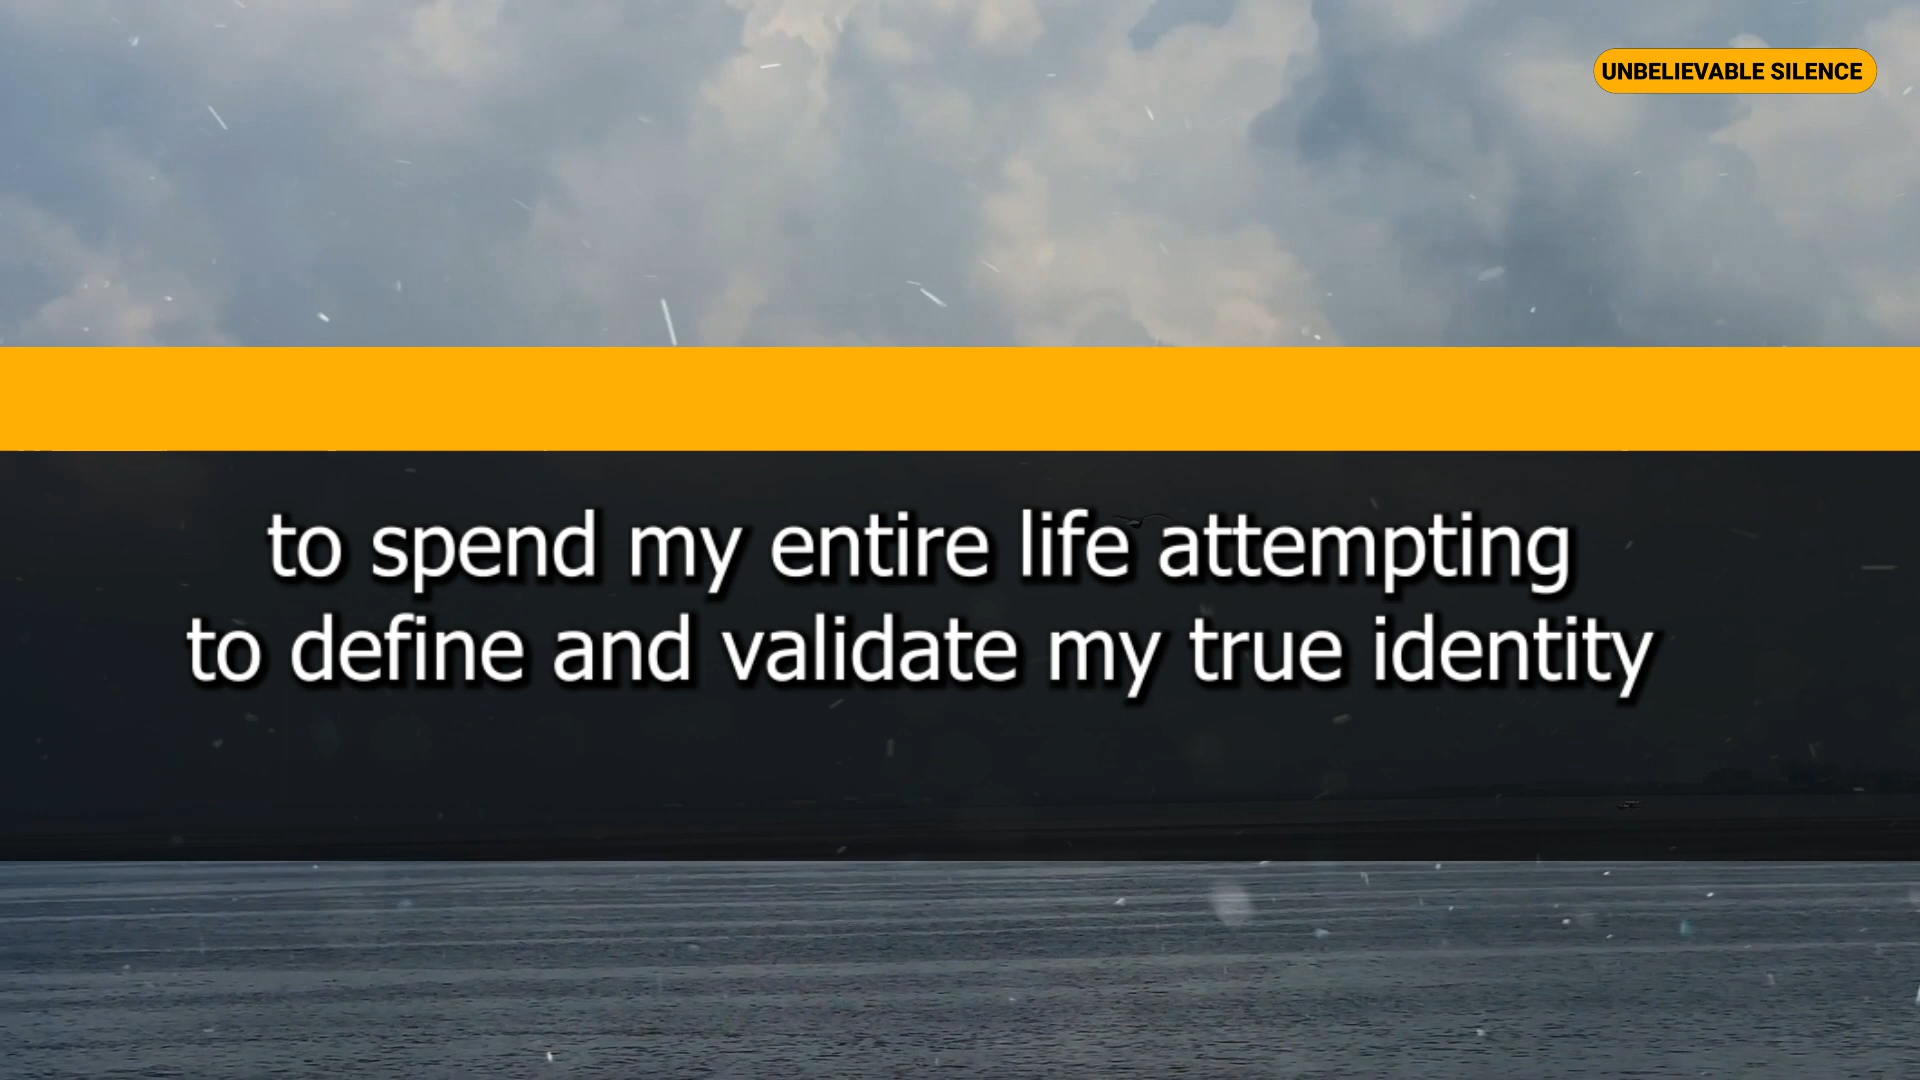 UNBELIEVABLE SILENCE
to spend my entire life attempting
to define and validate my true identity